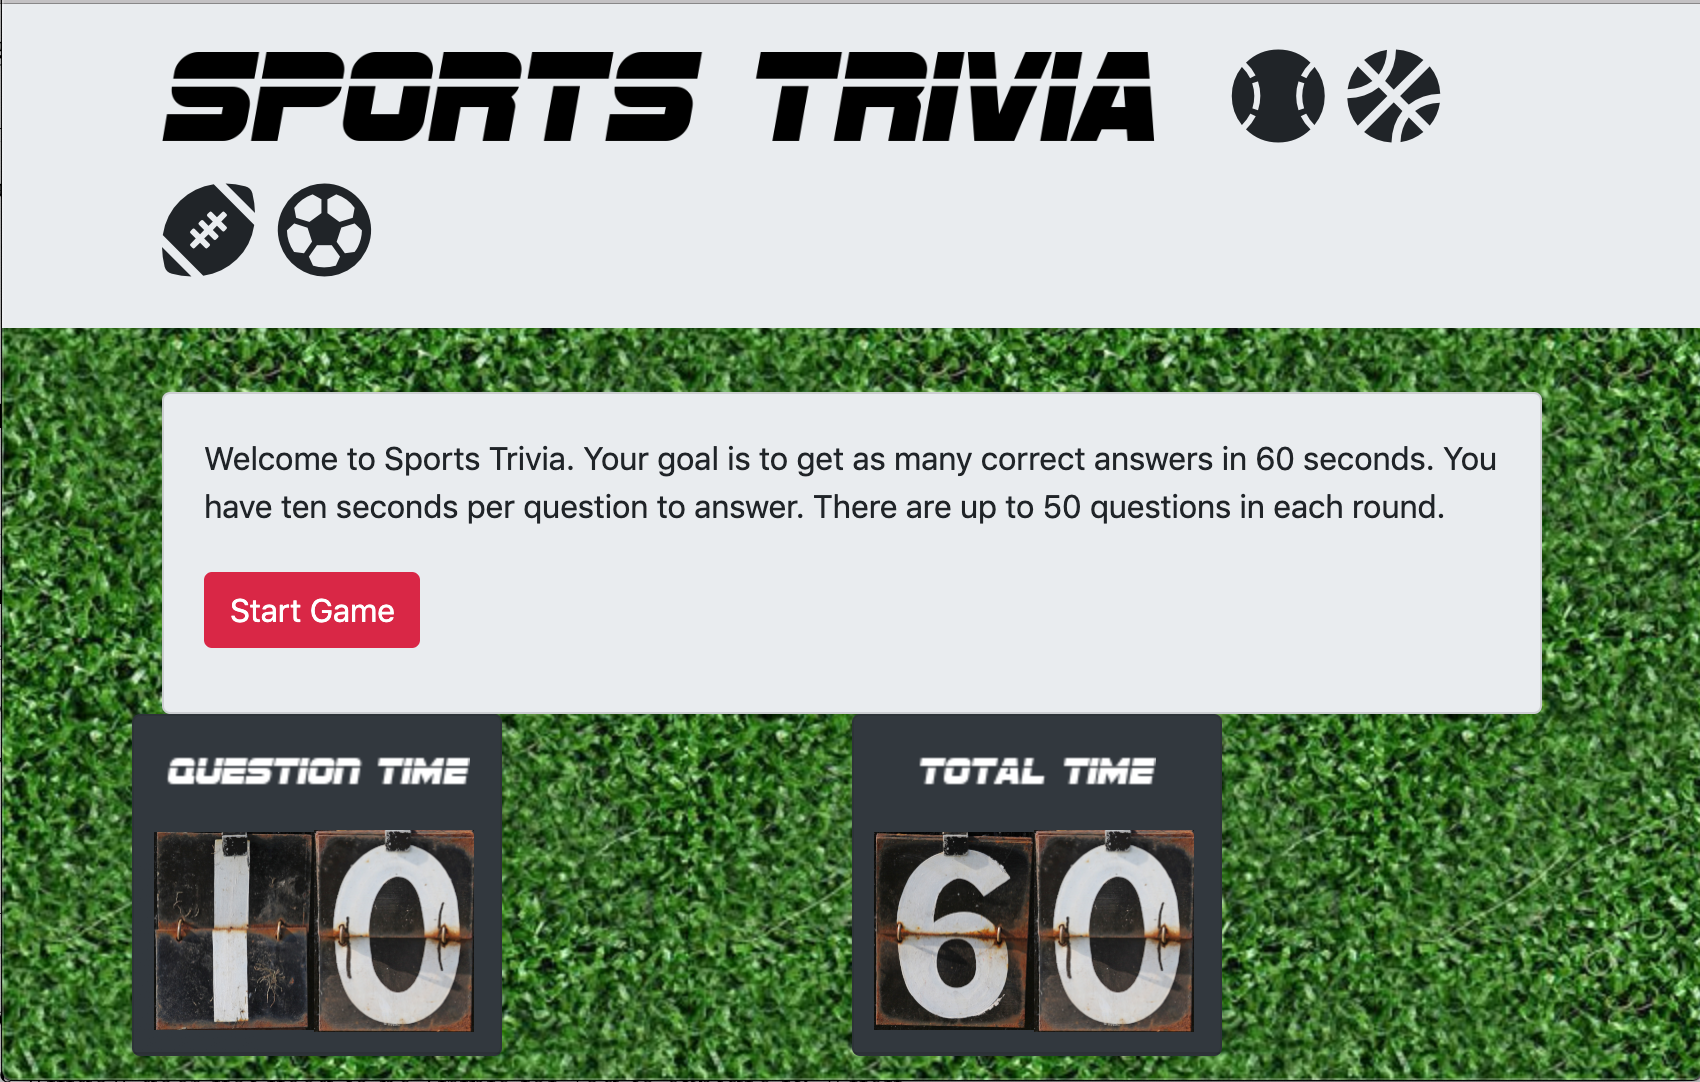 SPORTS TRIVIA
Welcome to Sports Trivia. Your goal is to get as many correct answers in 60 seconds. You
have ten seconds per question to answer. There are up to 50 questions in each round.
Start Game
QUESTION TIME
TOTAL TIME
10
60